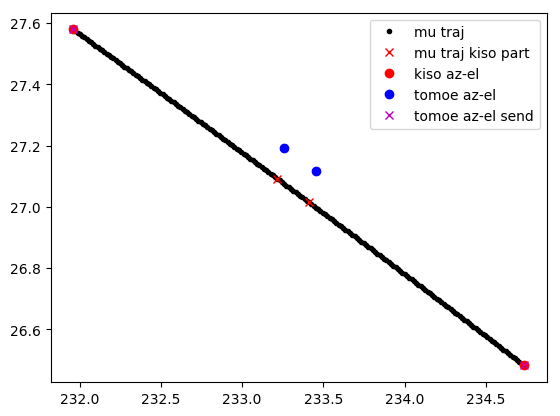 27.6
27.4
27.2
27.0
26.8
26.6
mu traj
mu traj kiso part
kiso az-el
tomoe az-el
tomoe az-el send
232.0 232.5 233.0 233.5 234.0 234.5